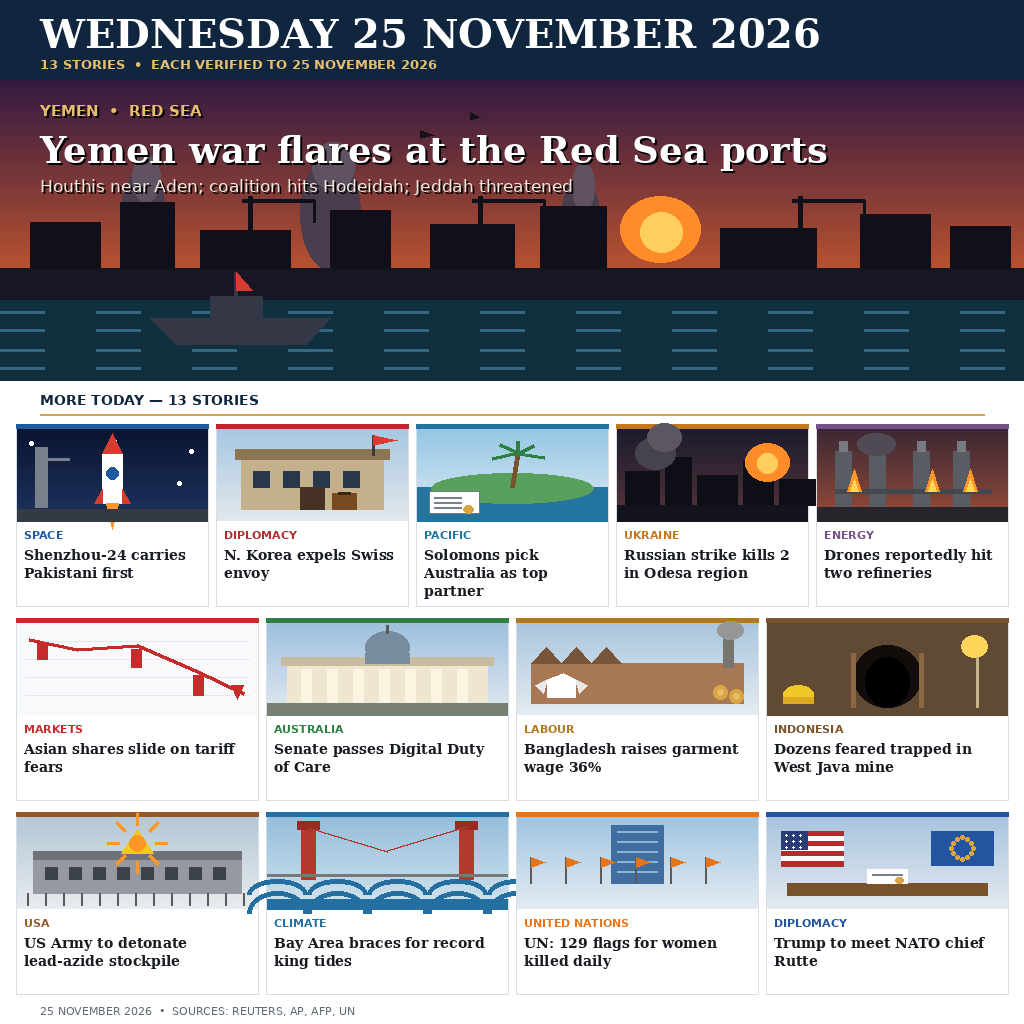 WEDNESDAY 25 NOVEMBER 2026
13 STORIES • EACH VERIFIED TO 25 NOVEMBER 2026
YEMEN • RED SEA
Yemen war flares at the Red Sea ports
Houthis near Aden; coalition hits Hodeidah; Jeddah threatened
MORE TODAY — 13 STORIES
SPACE
Shenzhou-24 carries
Pakistani first
DIPLOMACY
N. Korea expels Swiss
envoy
PACIFIC
Solomons pick
Australia as top
partner
UKRAINE
Russian strike kills 2
in Odesa region
ENERGY
Drones reportedly hit
two refineries
MARKETS
Asian shares slide on tariff
fears
AUSTRALIA
Senate passes Digital Duty
of Care
LABOUR
Bangladesh raises garment
wage 36%
INDONESIA
Dozens feared trapped in
West Java mine
USA
US Army to detonate
lead-azide stockpile
CLIMATE
Bay Area braces for record
king tides
UNITED NATIONS
UN: 129 flags for women
killed daily
DIPLOMACY
Trump to meet NATO chief
Rutte
25 NOVEMBER 2026 • SOURCES: REUTERS, AP, AFP, UN